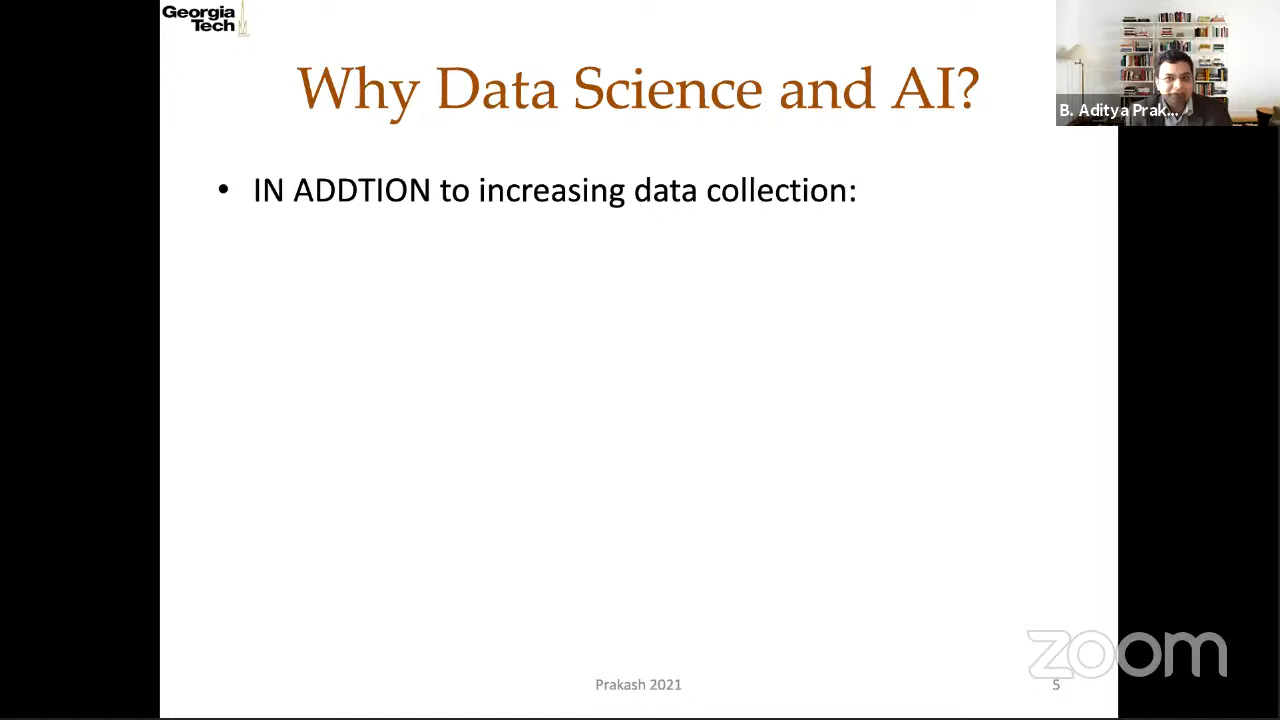 Georgia
Tech
Why Data Science and AI?
B. Aditya Prak...
• IN ADDTION to increasing data collection:
zoom
Prakash 2021
5